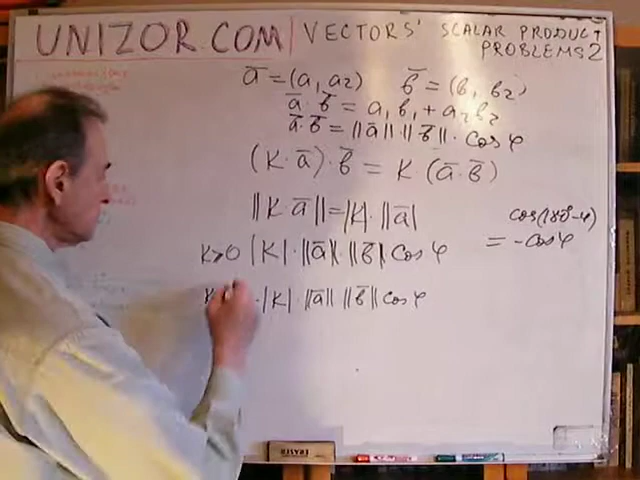 UNIZOR.COM | VECTORS' SCALAR PRODUCT
PROBLEMS 2
a̅ = (a₁ a₂) b̅ = (b₁ b₂)
a̅ · b̅ = a₁b₁ + a₂b₂
a̅ · b̅ = ||a̅|| · ||b̅|| · cos φ
(K · a̅) · b̅ = K · (a̅ · b̅)
||K · a̅|| = |K| · ||a̅||
cos(180°-φ)
= -cos φ
K>0 |K| · ||a̅|| · ||b̅|| cos φ
K · |K| · ||a̅|| ||b̅|| cos φ